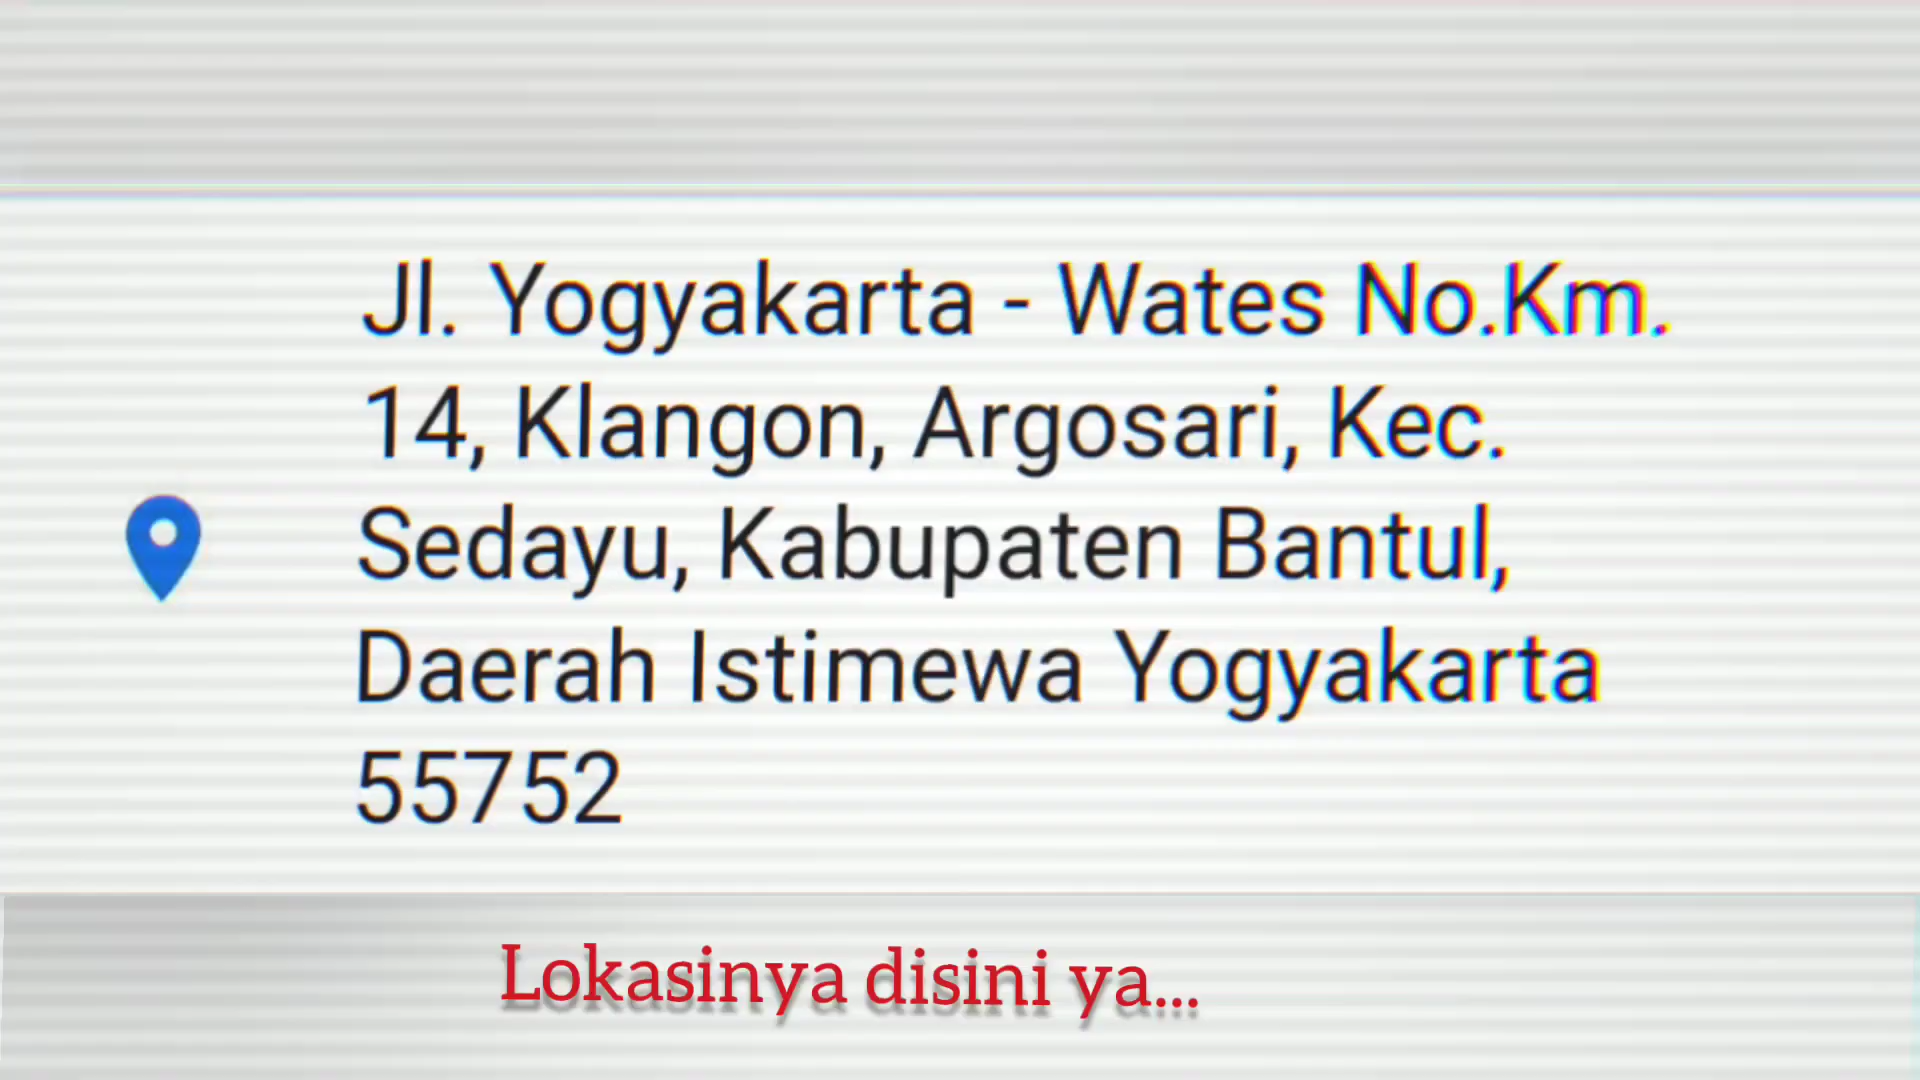 Jl. Yogyakarta - Wates No.Km.
14, Klangon, Argosari, Kec.
Sedayu, Kabupaten Bantul,
Daerah Istimewa Yogyakarta
55752
Lokasinya disini ya...